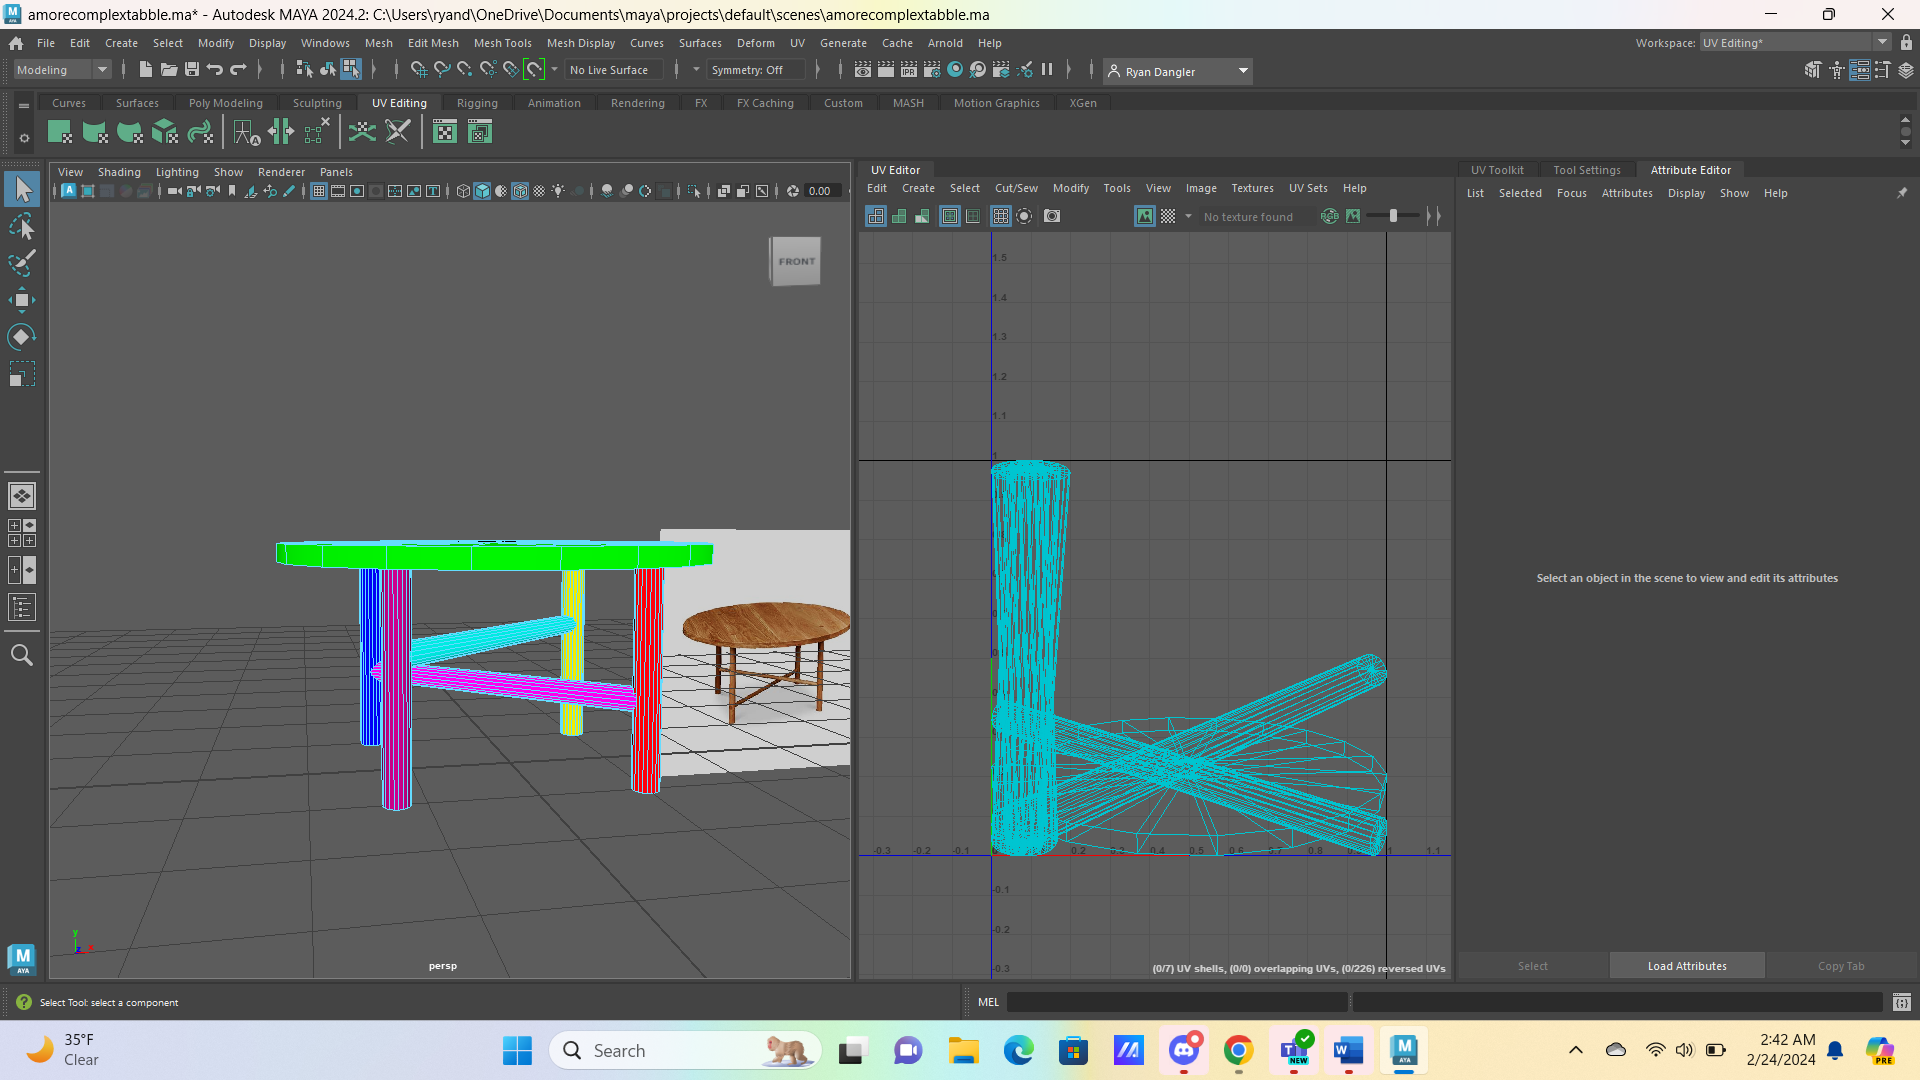 amorecomplextabble.ma* - Autodesk MAYA 2024.2: C:\Users\ryand\OneDrive\Documents\maya\projects\default\scenes\amorecomplextabble.ma
File Edit Create Select Modify Display Windows Mesh Edit Mesh Mesh Tools Mesh Display Curves Surfaces Deform UV Generate Cache Arnold Help
Workspace: UV Editing*
Modeling
No Live Surface
Symmetry: Off
Ryan Dangler
Curves Surfaces Poly Modeling Sculpting UV Editing Rigging Animation Rendering FX FX Caching Custom MASH Motion Graphics XGen
View Shading Lighting Show Renderer Panels
0.00
FRONT
persp
y
z
x
UV Editor
Edit Create Select Cut/Sew Modify Tools View Image Textures UV Sets Help
No texture found
RGB
1.5
1.4
1.3
1.2
1.1
1
-0.3 -0.2 -0.1 0.2 0.3 0.4 0.5 0.6 0.7 0.8 1 1.1
-0.1
-0.2
-0.3
(0/7) UV shells, (0/0) overlapping UVs, (0/226) reversed UVs
UV Toolkit Tool Settings Attribute Editor
List Selected Focus Attributes Display Show Help
Select an object in the scene to view and edit its attributes
Select Load Attributes Copy Tab
Select Tool: select a component
MEL
35°F
Clear
Search
NEW
2:42 AM
2/24/2024
PRE